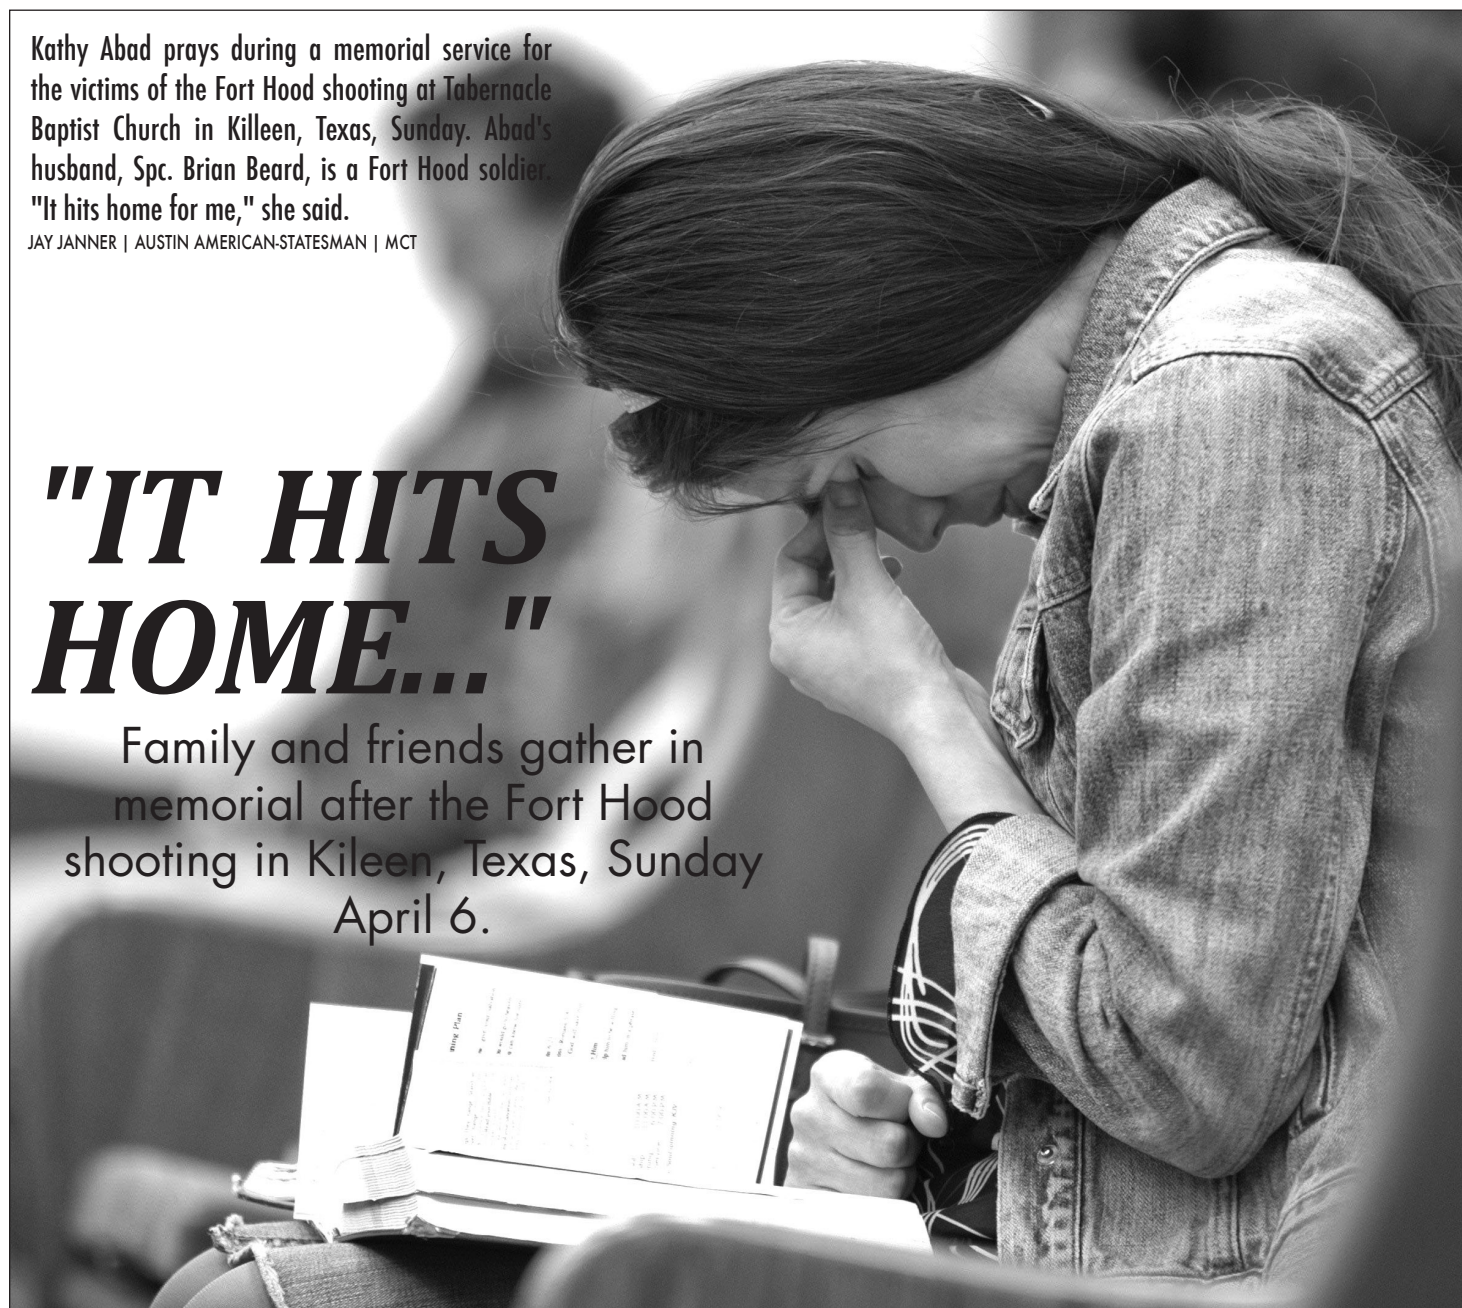 Kathy Abad prays during a memorial service for
the victims of the Fort Hood shooting at Tabernacle
Baptist Church in Killeen, Texas, Sunday. Abad's
husband, Spc. Brian Beard, is a Fort Hood soldier.
"It hits home for me," she said.
JAY JANNER | AUSTIN AMERICAN-STATESMAN | MCT
"IT HITS
HOME..."
Family and friends gather in
memorial after the Fort Hood
shooting in Kileen, Texas, Sunday
April 6.